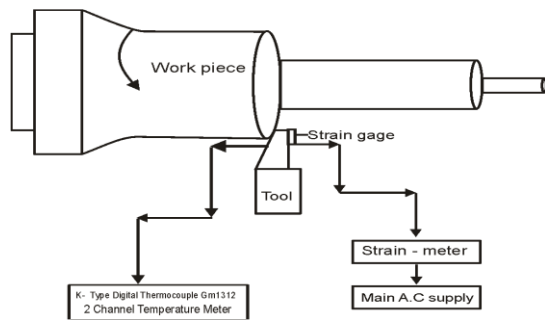 Work piece
Strain gage
Tool
Strain - meter
K- Type Digital Thermocouple Gm1312
2 Channel Temperature Meter
Main A.C supply